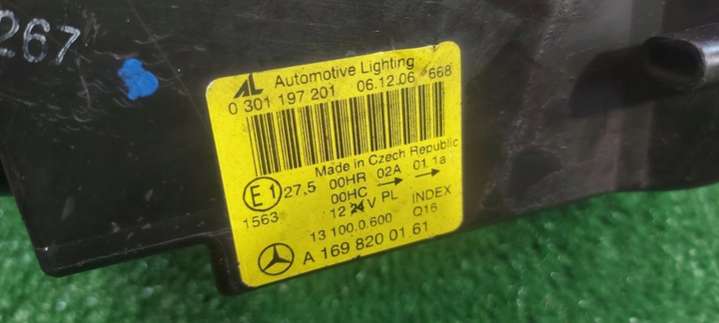 267
AL Automotive Lighting
0 301 197 201 06.12.06 668
Made in Czech Republic
E1 27.5 00HR 02A 01 1a
1563 00HC → →
12 24 V PL INDEX
13 100.0.600 Q16
A 169 820 01 61